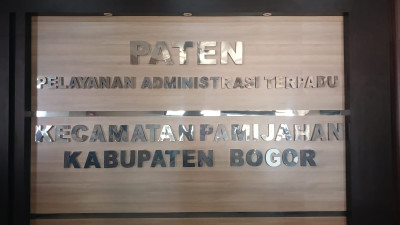 PATEN
PELAYANAN ADMINISTRASI TERPADU
KECAMATAN PAMIJAHAN
KABUPATEN BOGOR